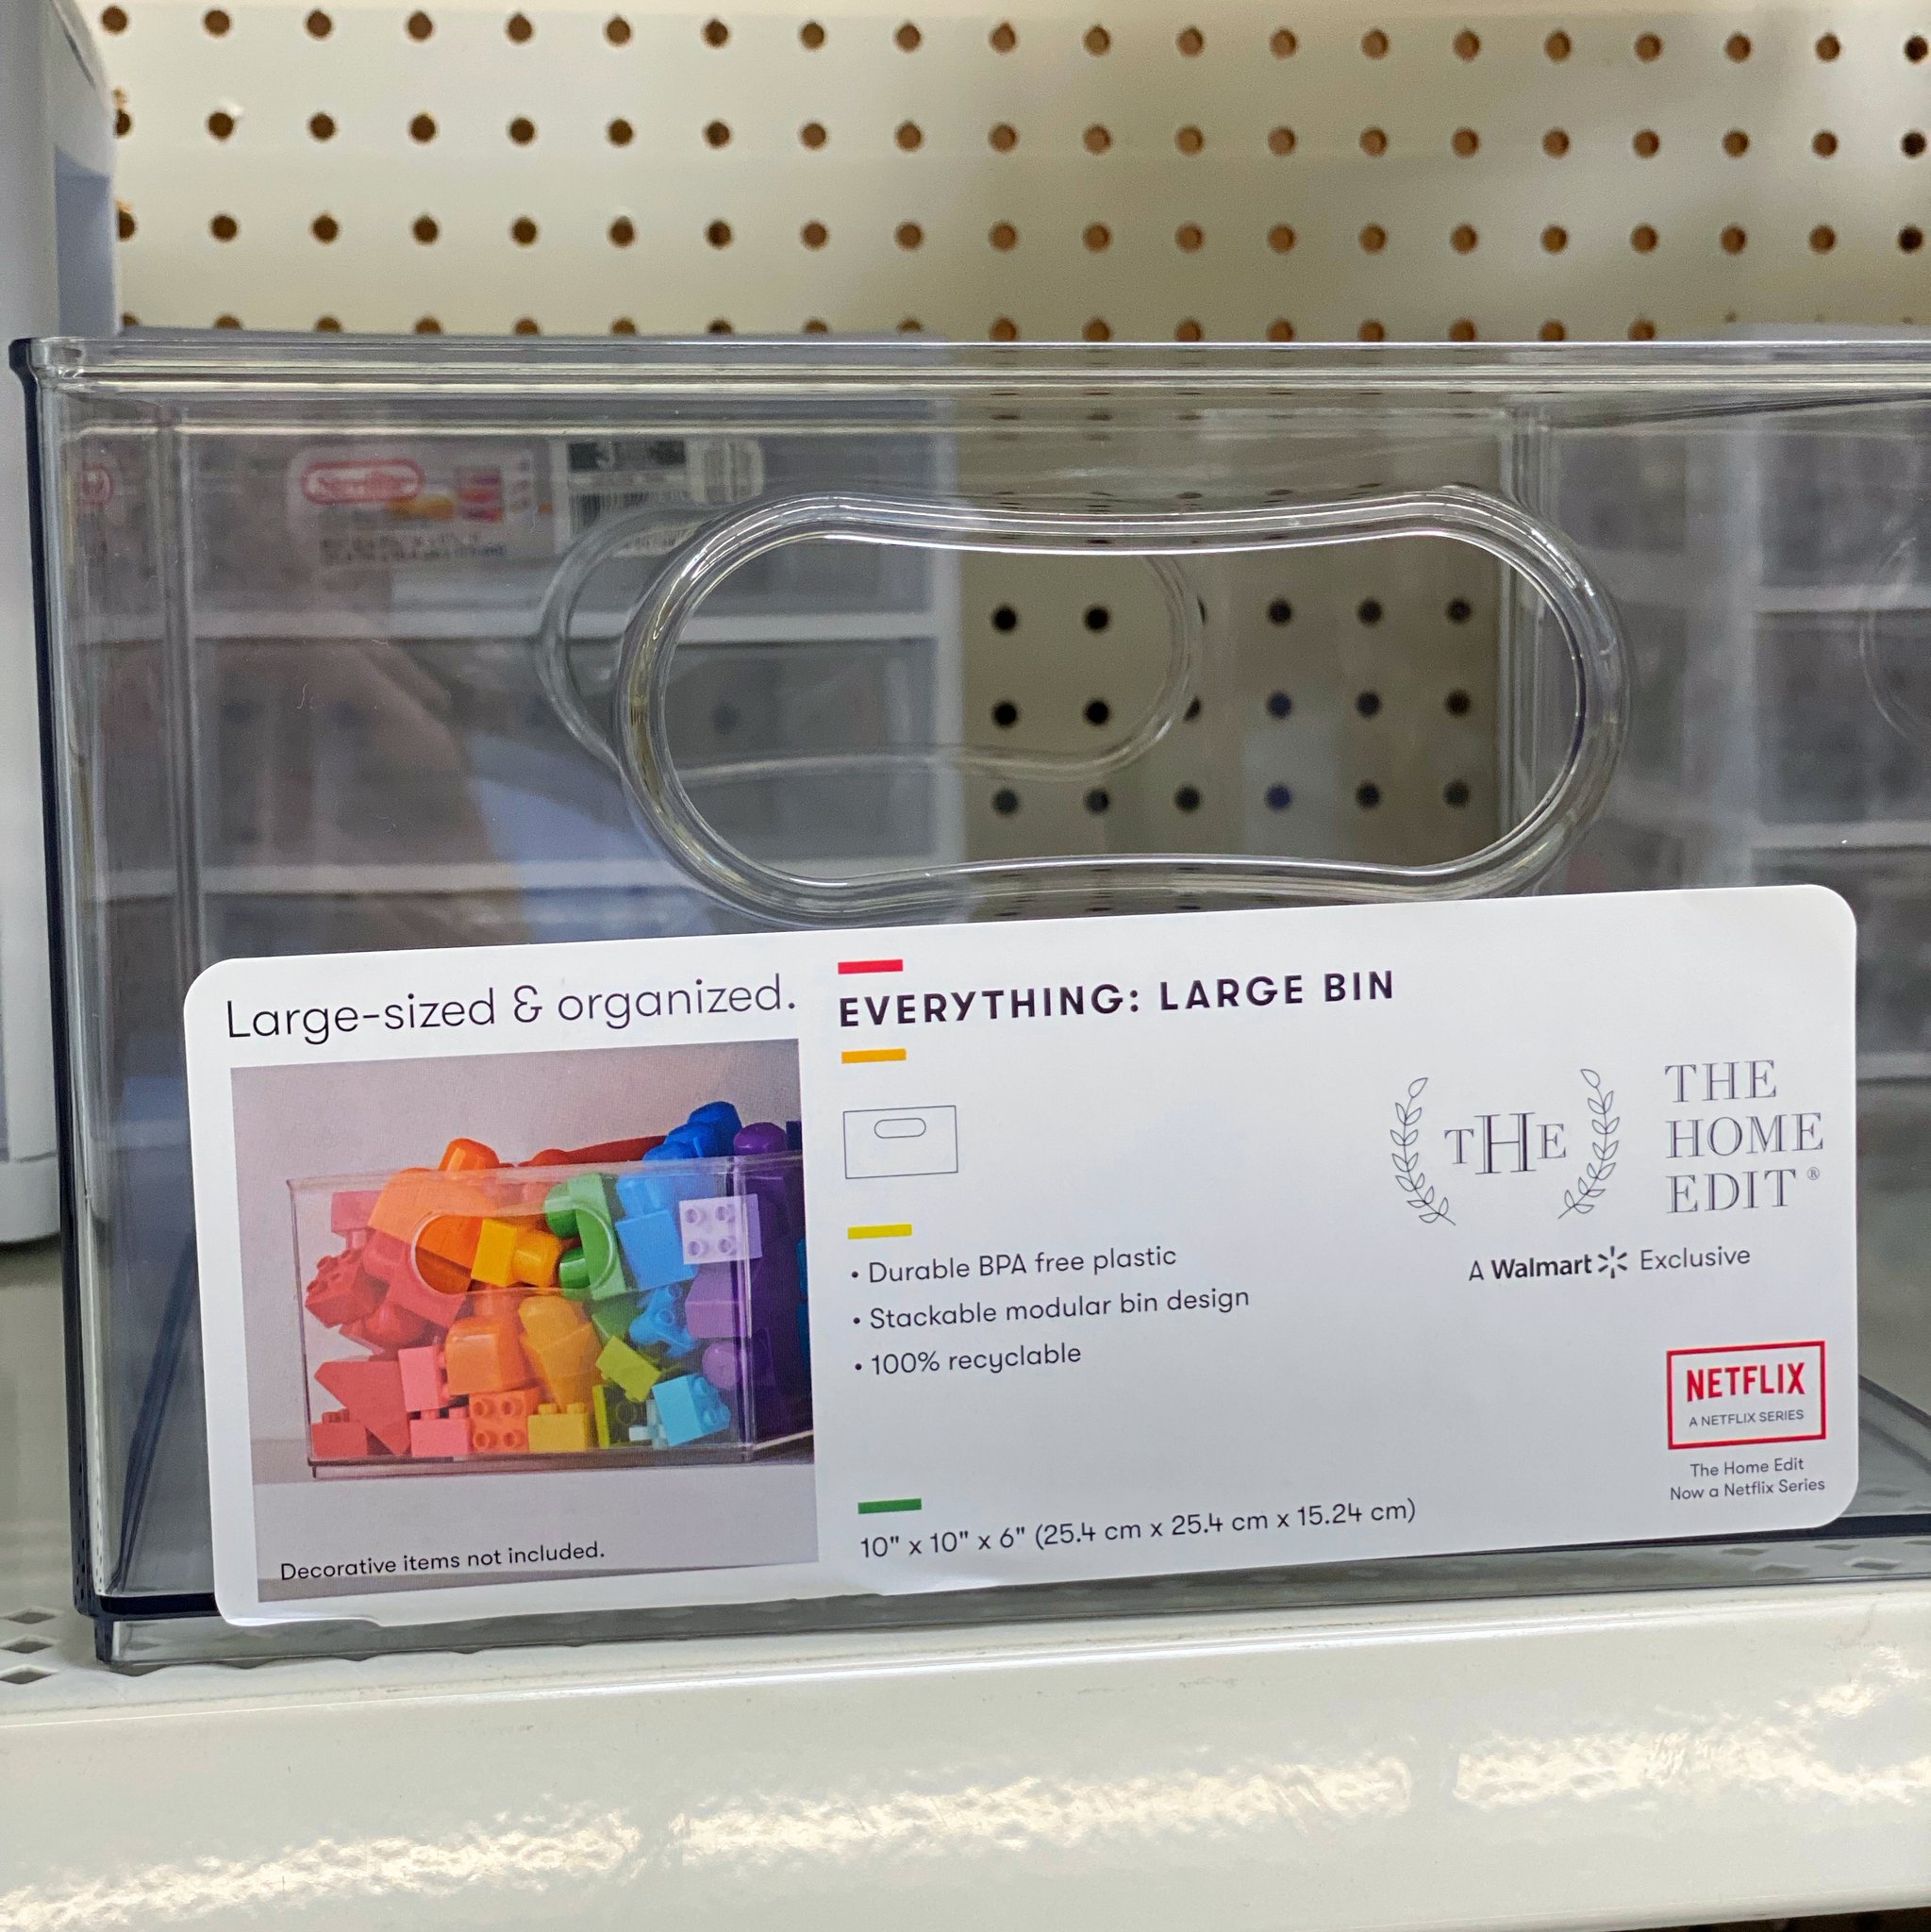 Large-sized & organized.
Decorative items not included.
EVERYTHING: LARGE BIN
• Durable BPA free plastic
• Stackable modular bin design
• 100% recyclable
10" x 10" x 6" (25.4 cm x 25.4 cm x 15.24 cm)
THE
THE
HOME
EDIT®
A Walmart Exclusive
NETFLIX
A NETFLIX SERIES
The Home Edit
Now a Netflix Series